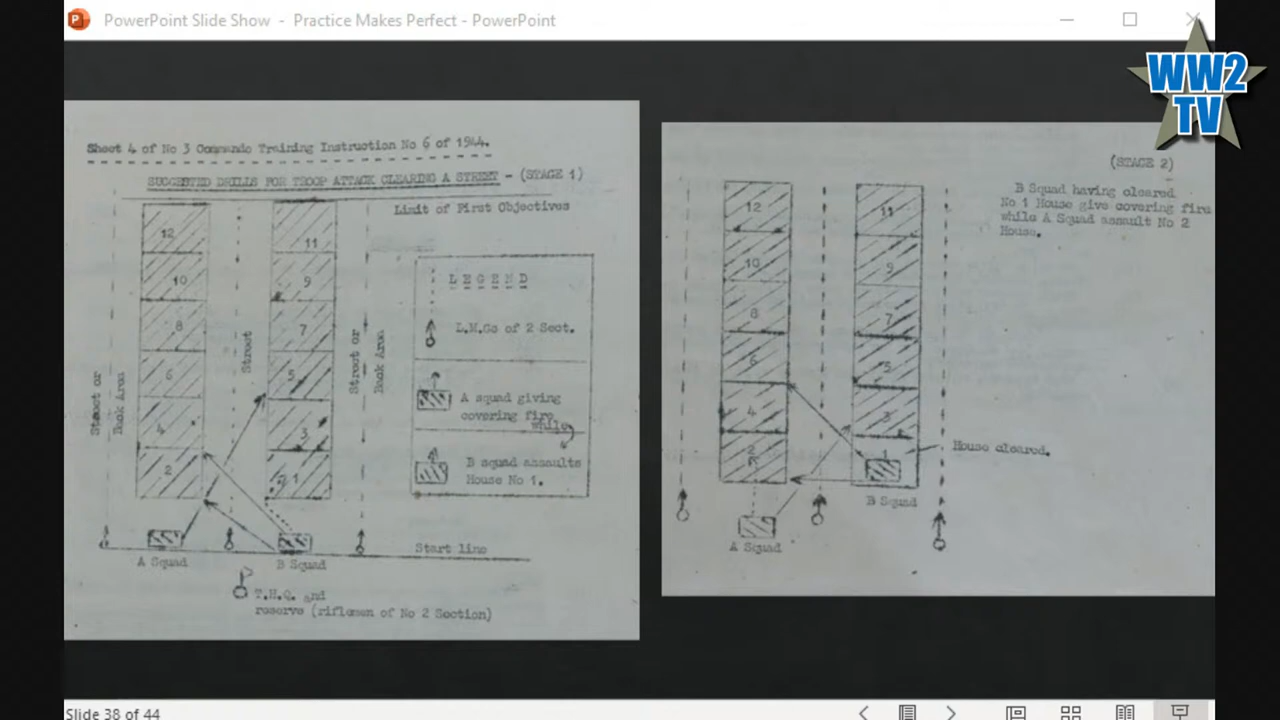 PowerPoint Slide Show - Practice Makes Perfect - PowerPoint
WW2
TV
Sheet 4 of No 3 Commando Training Instruction No 6 of 1944.
SUGGESTED DRILLS FOR TROOP ATTACK CLEARING A STREET - (STAGE 1)
Limit of First Objectives
12
11
10
9
8
7
6
5
4
3
2
1
Street or
Back Area
Street
Street or
Back Area
LEGEND
L.M.Gs of 2 Sect.
A squad giving
covering fire
while
B squad assaults
House No 1.
Start line
A Squad
B Squad
T.H.Q. and
reserve (riflemen of No 2 Section)
(STAGE 2)
B Squad having cleared
No 1 House give covering fire
while A Squad assault No 2
House.
12
11
10
9
8
7
6
5
4
3
2
1
House cleared.
B Squad
A Squad
Slide 38 of 44